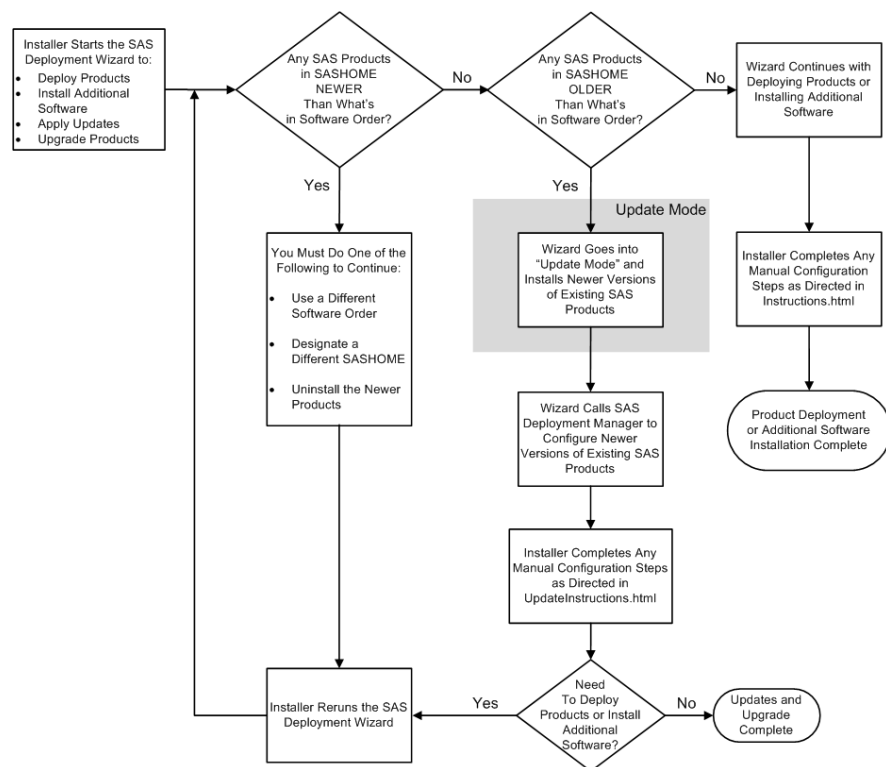 Installer Starts the SAS
Deployment Wizard to:
• Deploy Products
• Install Additional
Software
• Apply Updates
• Upgrade Products
Any SAS Products
in SASHOME
NEWER
Than What's
in Software Order?
No
Any SAS Products
in SASHOME
OLDER
Than What's
in Software Order?
No
Wizard Continues with
Deploying Products or
Installing Additional
Software
Yes
Yes
Update Mode
You Must Do One of the
Following to Continue:
• Use a Different
Software Order
• Designate a
Different SASHOME
• Uninstall the Newer
Products
Wizard Goes into
“Update Mode” and
Installs Newer Versions
of Existing SAS
Products
Installer Completes Any
Manual Configuration
Steps as Directed in
Instructions.html
Wizard Calls SAS
Deployment Manager to
Configure Newer
Versions of Existing SAS
Products
Product Deployment
or Additional Software
Installation Complete
Installer Completes Any
Manual Configuration Steps
as Directed in
UpdateInstructions.html
Installer Reruns the SAS
Deployment Wizard
Yes
Need
To Deploy
Products or Install
Additional
Software?
No
Updates and
Upgrade
Complete